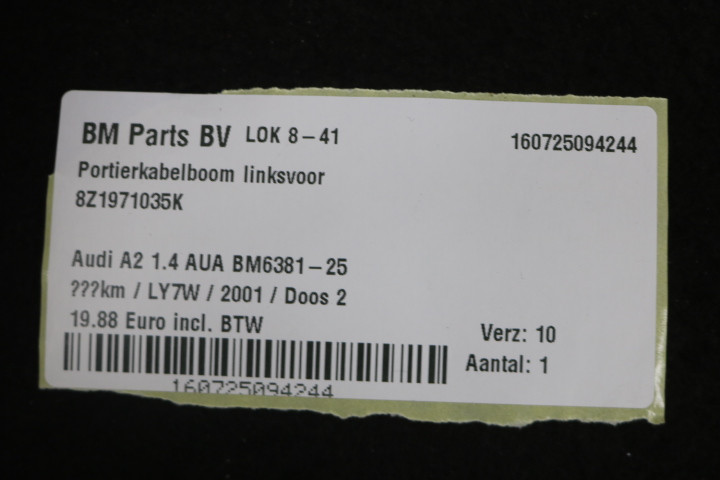 BM Parts BV LOK 8-41 160725094244
Portierkabelboom linksvoor
8Z1971035K
Audi A2 1.4 AUA BM6381-25
???km / LY7W / 2001 / Doos 2
19.88 Euro incl. BTW
Verz: 10
Aantal: 1
160725094244